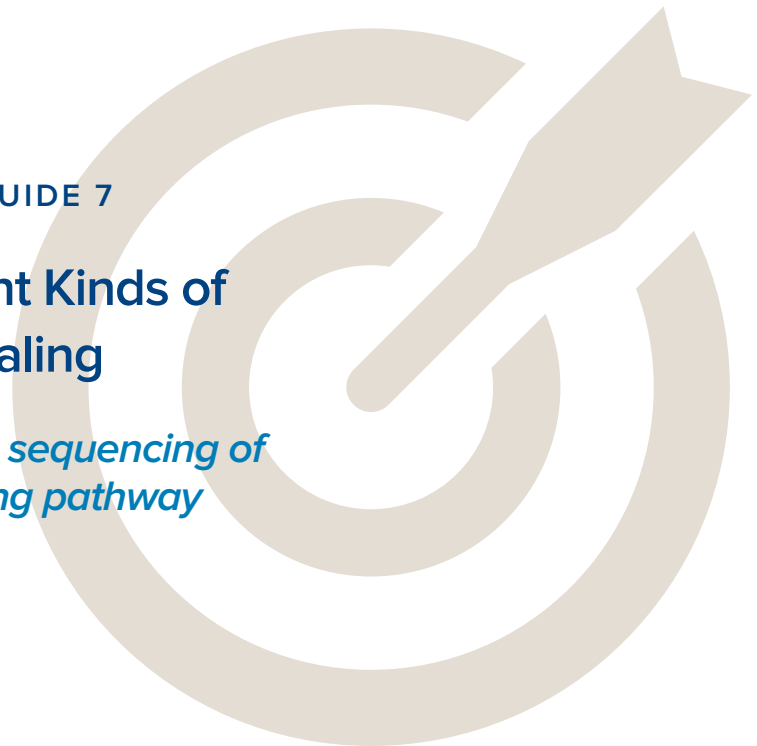 UIDE 7
nt Kinds of
aling
sequencing of
ng pathway